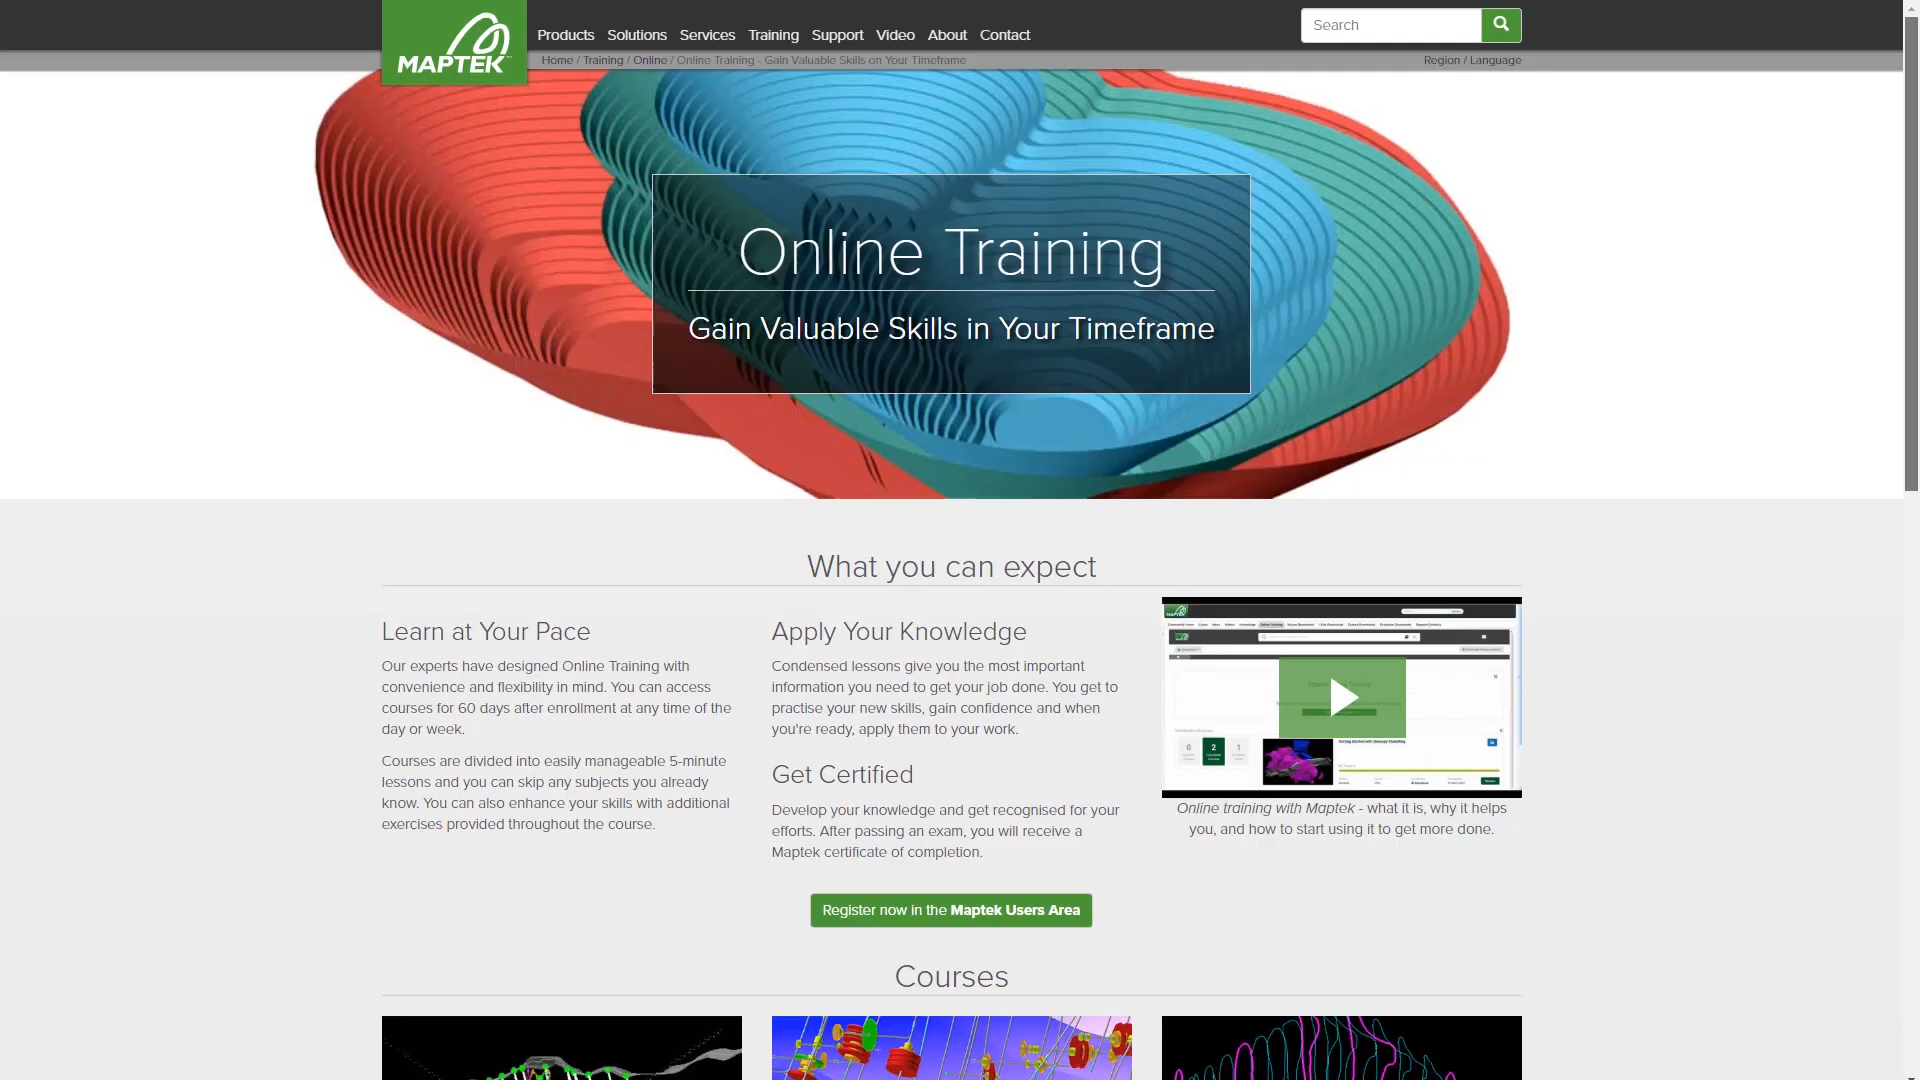 MAPTEK
Products Solutions Services Training Support Video About Contact
Search
Home / Training / Online / Online Training - Gain Valuable Skills on Your Timeframe
Region / Language
Online Training
Gain Valuable Skills in Your Timeframe
What you can expect
Learn at Your Pace
Our experts have designed Online Training with
convenience and flexibility in mind. You can access
courses for 60 days after enrollment at any time of the
day or week.
Courses are divided into easily manageable 5-minute
lessons and you can skip any subjects you already
know. You can also enhance your skills with additional
exercises provided throughout the course.
Apply Your Knowledge
Condensed lessons give you the most important
information you need to get your job done. You get to
practise your new skills, gain confidence and when
you're ready, apply them to your work.
Get Certified
Develop your knowledge and get recognised for your
efforts. After passing an exam, you will receive a
Maptek certificate of completion.
0 2 1
Online training with Maptek - what it is, why it helps
you, and how to start using it to get more done.
Register now in the Maptek Users Area
Courses